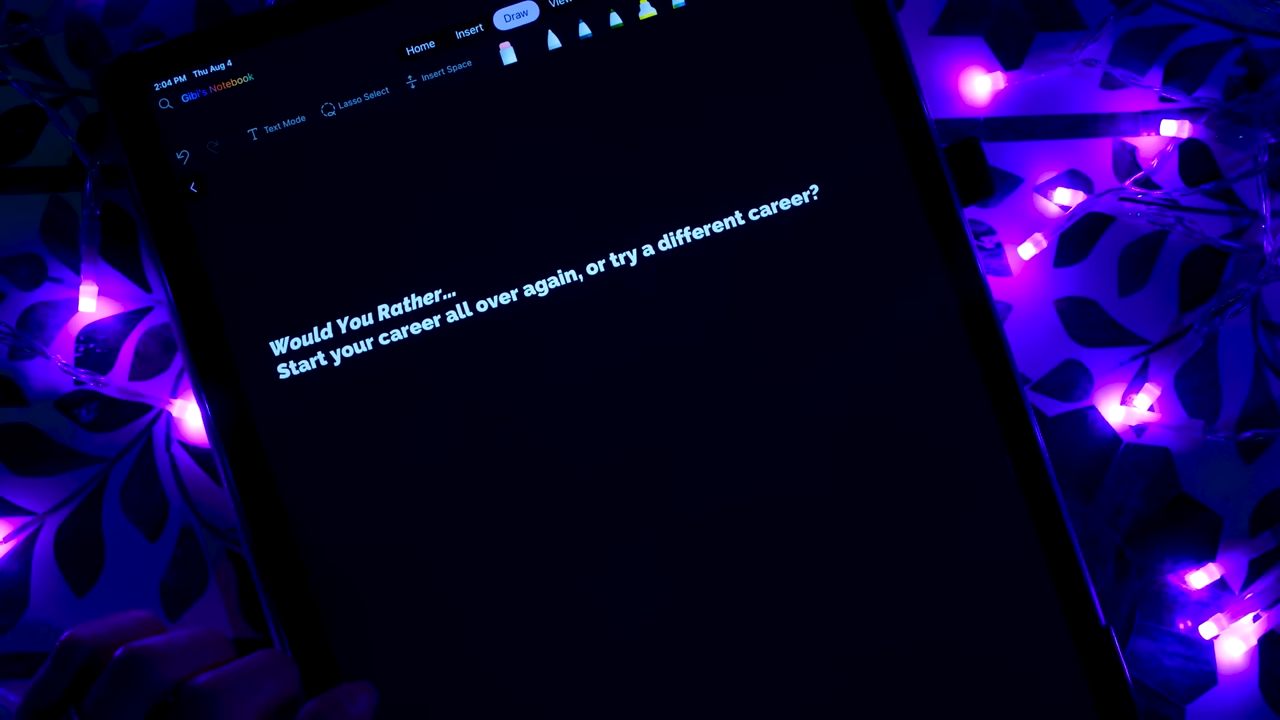 2:04 PM Thu Aug 4
Gibi's Notebook
Home Insert Draw View
Text Mode Lasso Select Insert Space
Would You Rather...
Start your career all over again, or try a different career?